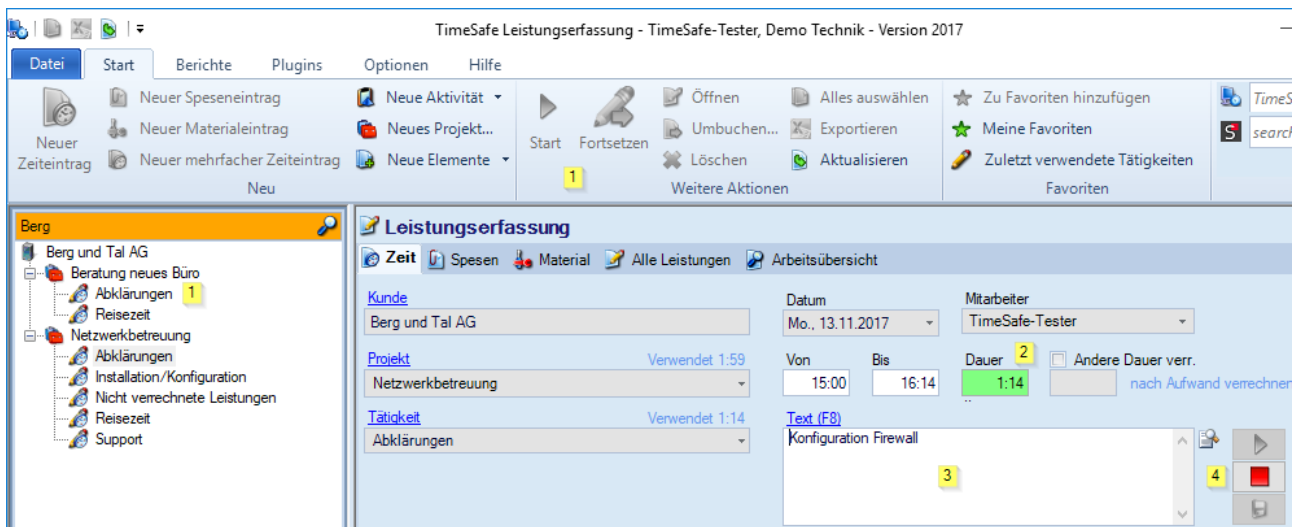 TimeSafe Leistungserfassung - TimeSafe-Tester, Demo Technik - Version 2017
Datei Start Berichte Plugins Optionen Hilfe
Neuer Zeiteintrag
Neuer Speseneintrag
Neuer Materialeintrag
Neuer mehrfacher Zeiteintrag
Neue Aktivität
Neues Projekt...
Neue Elemente
Neu
Start
Fortsetzen
1
Öffnen
Umbuchen...
Löschen
Alles auswählen
Exportieren
Aktualisieren
Weitere Aktionen
Zu Favoriten hinzufügen
Meine Favoriten
Zuletzt verwendete Tätigkeiten
Favoriten
TimeS
search
Berg
Berg und Tal AG
Beratung neues Büro
Abklärungen 1
Reisezeit
Netzwerkbetreuung
Abklärungen
Installation/Konfiguration
Nicht verrechnete Leistungen
Reisezeit
Support
Leistungserfassung
Zeit Spesen Material Alle Leistungen Arbeitsübersicht
Kunde
Berg und Tal AG
Projekt Verwendet 1:59
Netzwerkbetreuung
Tätigkeit Verwendet 1:14
Abklärungen
Datum Mitarbeiter
Mo., 13.11.2017 TimeSafe-Tester
Von Bis Dauer 2 Andere Dauer verr.
15:00 16:14 1:14 nach Aufwand verrechnen
Text (F8)
Konfiguration Firewall
3
4